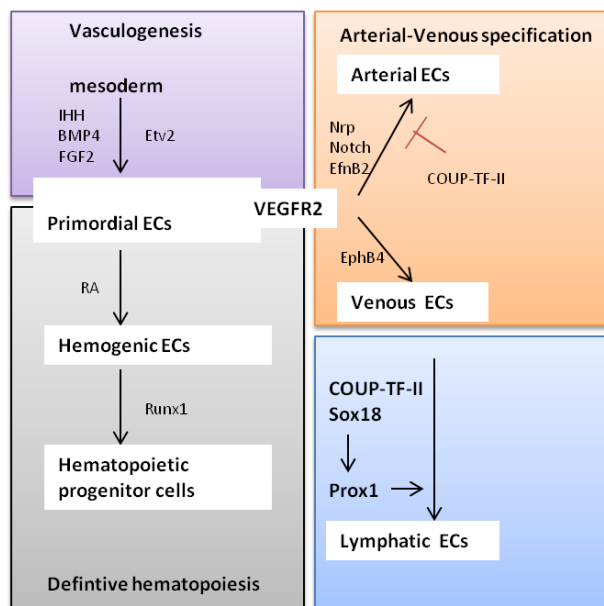 Vasculogenesis
mesoderm
IHH
BMP4
FGF2
Etv2
Primordial ECs
VEGFR2
RA
Hemogenic ECs
Runx1
Hematopoietic
progenitor cells
Defintive hematopoiesis
Arterial-Venous specification
Arterial ECs
Nrp
Notch
EfnB2
COUP-TF-II
EphB4
Venous ECs
COUP-TF-II
Sox18
Prox1
Lymphatic ECs